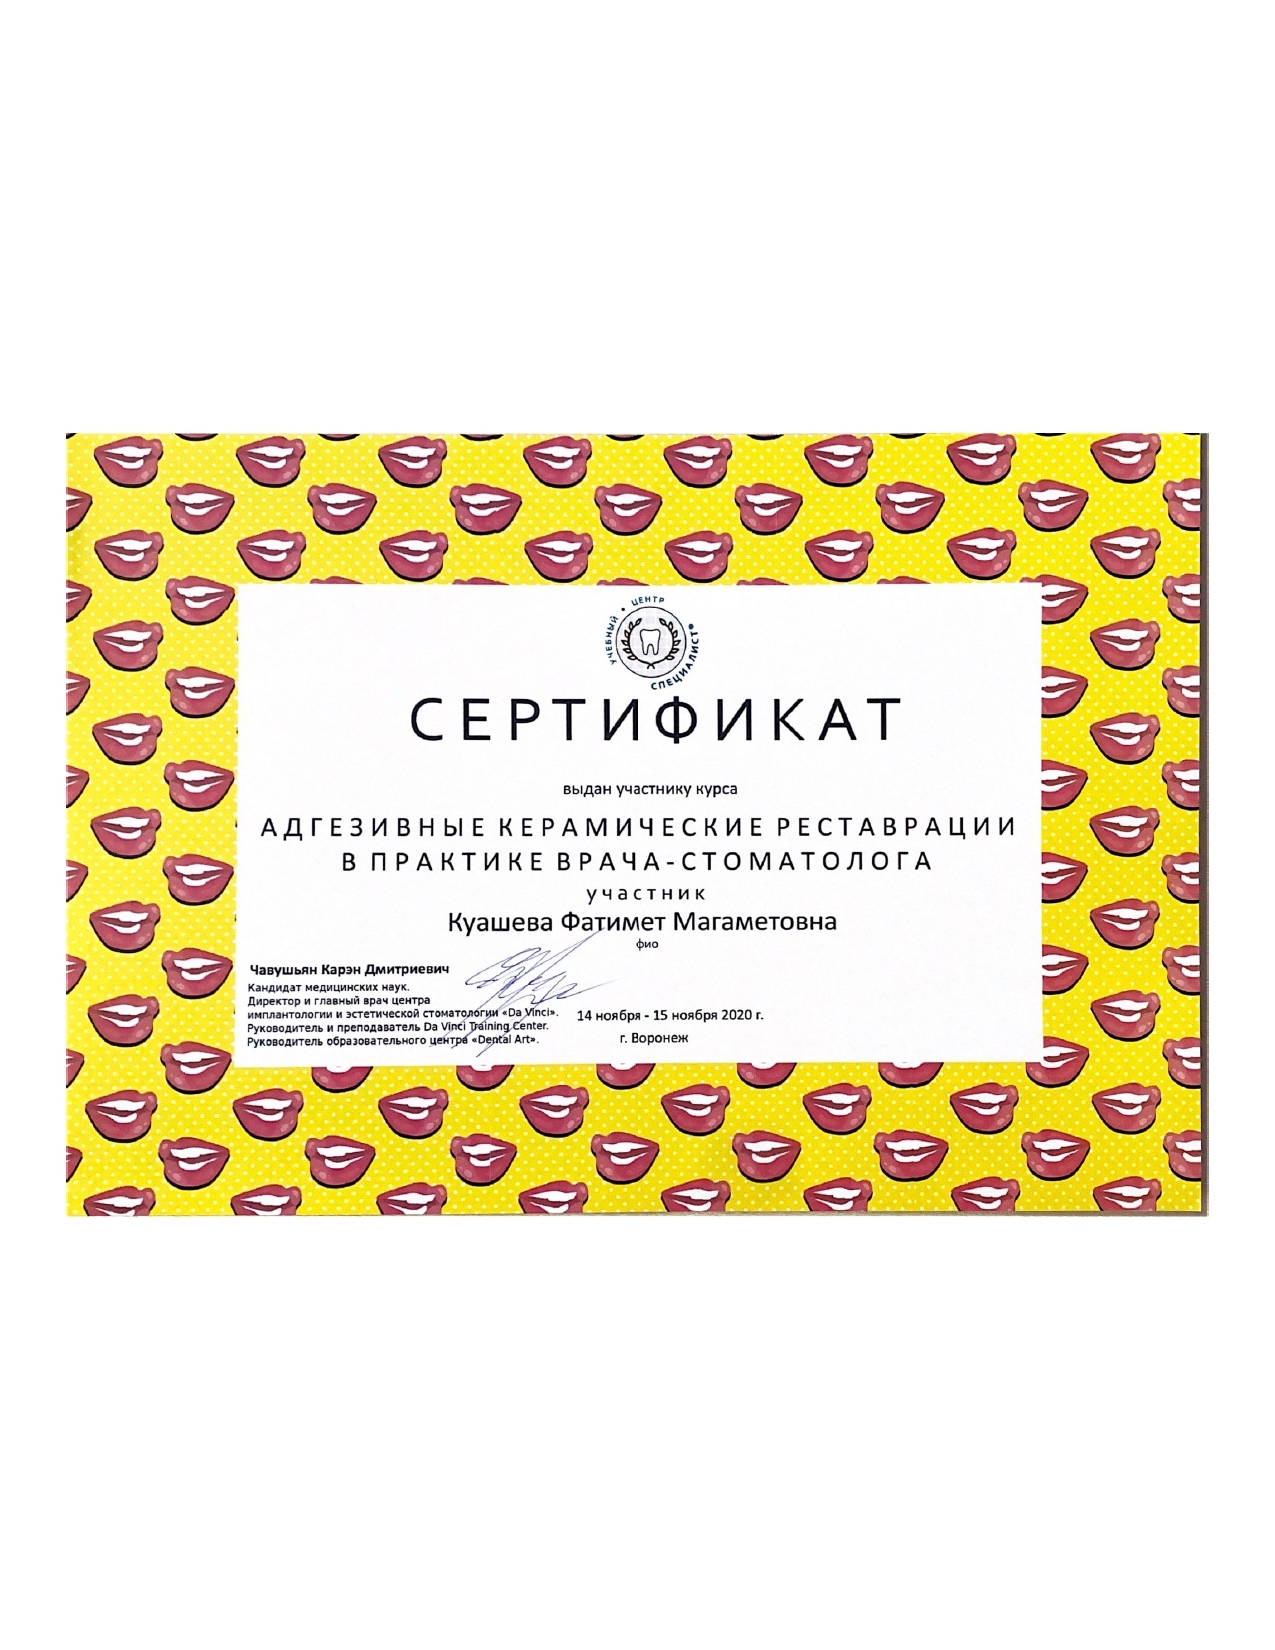 УЧЕБНЫЙ • ЦЕНТР
СПЕЦИАЛИСТ®
СЕРТИФИКАТ
выдан участнику курса
АДГЕЗИВНЫЕ КЕРАМИЧЕСКИЕ РЕСТАВРАЦИИ
В ПРАКТИКЕ ВРАЧА-СТОМАТОЛОГА
участник
Куашева Фатимет Магаметовна
фио
Чавушьян Карэн Дмитриевич
Кандидат медицинских наук.
Директор и главный врач центра
имплантологии и эстетической стоматологии «Da Vinci».
Руководитель и преподаватель Da Vinci Training Center.
Руководитель образовательного центра «Dental Art».
14 ноября - 15 ноября 2020 г.
г. Воронеж